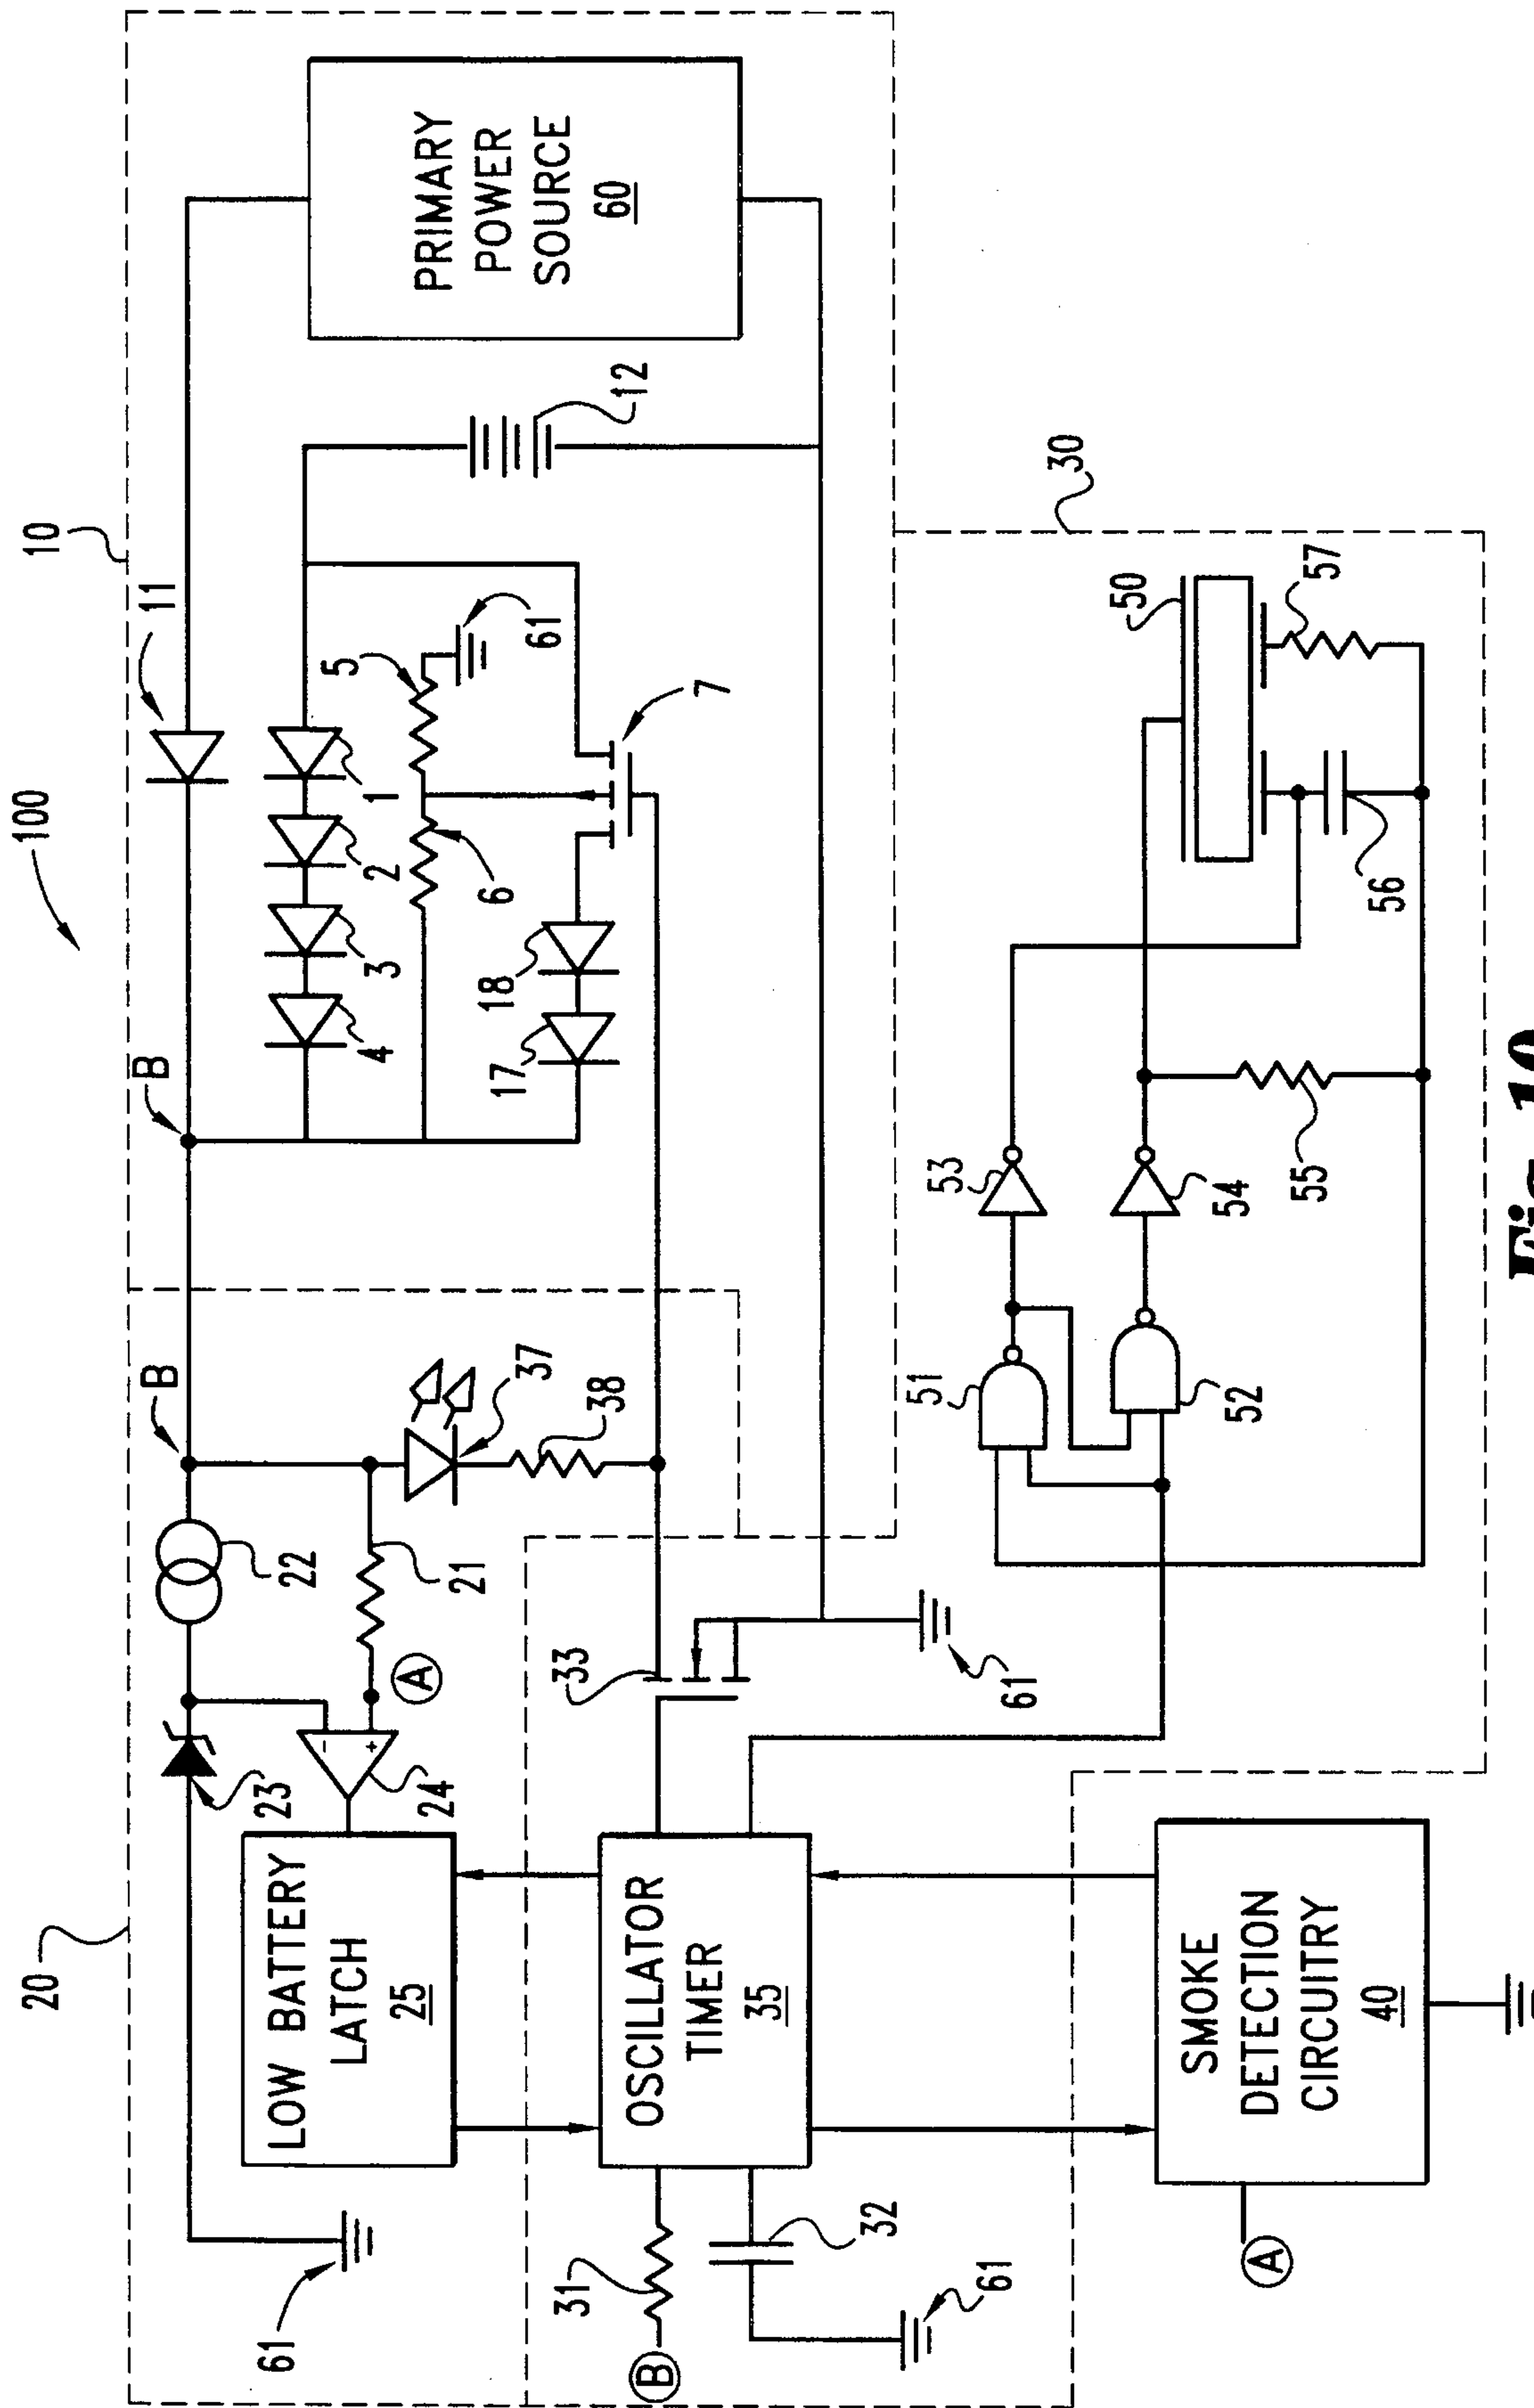 100
10
11
B
B
20
PRIMARY
POWER
SOURCE
60
12
1
2
3
4
5
61
6
7
18
17
22
21
37
38
A
23
24
61
LOW BATTERY
LATCH
25
33
61
OSCILLATOR
TIMER
35
31
B
32
61
30
50
57
56
53
54
55
51
52
SMOKE
DETECTION
CIRCUITRY
40
A